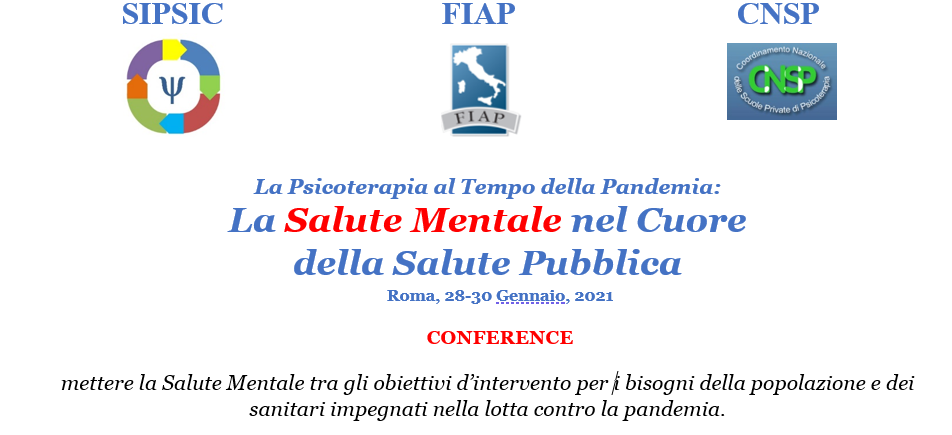 SIPSIC FIAP CNSP
ψ
FIAP
Coordinamento Nazionale
CNSP
delle Scuole Private di Psicoterapia
La Psicoterapia al Tempo della Pandemia:
La Salute Mentale nel Cuore
della Salute Pubblica
Roma, 28-30 Gennaio, 2021
CONFERENCE
mettere la Salute Mentale tra gli obiettivi d’intervento per i bisogni della popolazione e dei
sanitari impegnati nella lotta contro la pandemia.